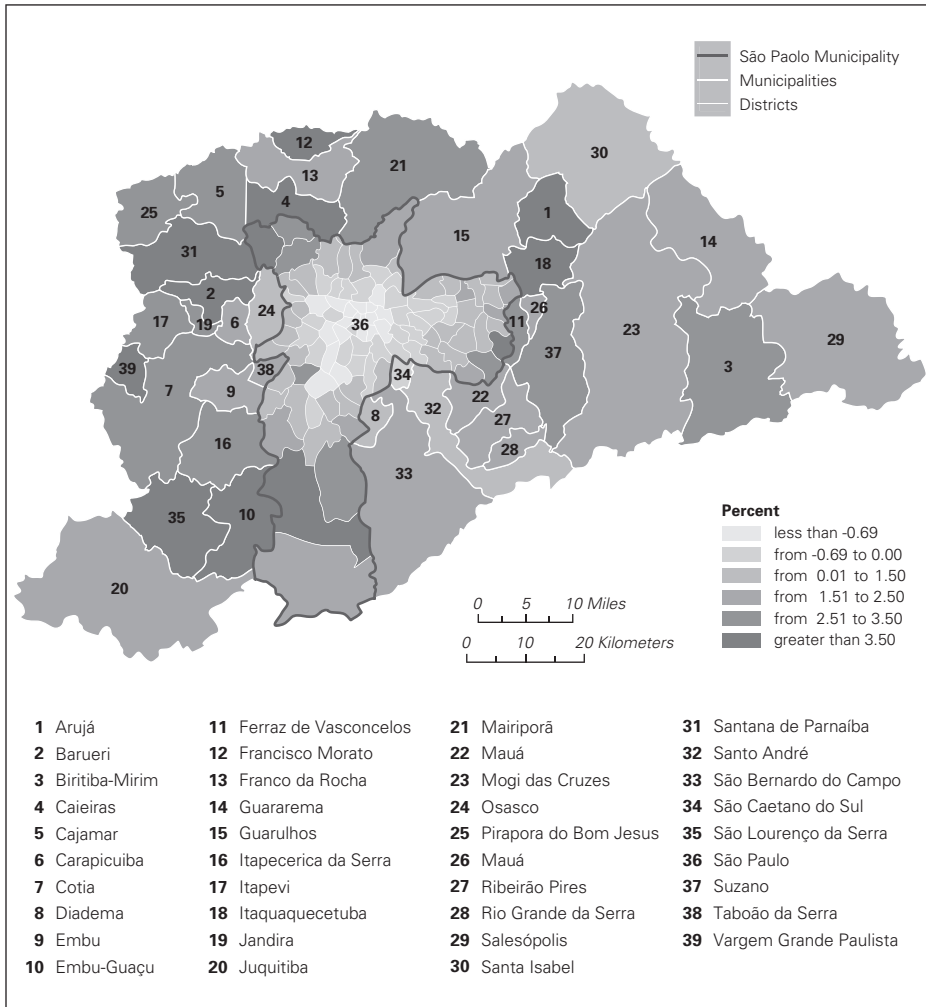 São Paolo Municipality
Municipalities
Districts
12
30
21
13
5
4
25
1
15
14
31
18
2
26
24
11
17
19
6
36
23
29
37
39
38
34
3
7
9
22
8
32
27
16
28
33
10
35
20
Percent
less than -0.69
from -0.69 to 0.00
from 0.01 to 1.50
from 1.51 to 2.50
from 2.51 to 3.50
greater than 3.50
0 5 10 Miles
0 10 20 Kilometers
1 Arujá
2 Barueri
3 Biritiba-Mirim
4 Caieiras
5 Cajamar
6 Carapicuiba
7 Cotia
8 Diadema
9 Embu
10 Embu-Guaçu
11 Ferraz de Vasconcelos
12 Francisco Morato
13 Franco da Rocha
14 Guararema
15 Guarulhos
16 Itapecerica da Serra
17 Itapevi
18 Itaquaquecetuba
19 Jandira
20 Juquitiba
21 Mairiporã
22 Mauá
23 Mogi das Cruzes
24 Osasco
25 Pirapora do Bom Jesus
26 Mauá
27 Ribeirão Pires
28 Rio Grande da Serra
29 Salesópolis
30 Santa Isabel
31 Santana de Parnaíba
32 Santo André
33 São Bernardo do Campo
34 São Caetano do Sul
35 São Lourenço da Serra
36 São Paulo
37 Suzano
38 Taboão da Serra
39 Vargem Grande Paulista